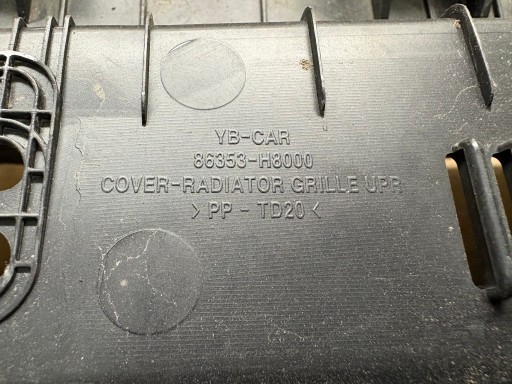 YB-CAR
86353-H8000
COVER-RADIATOR GRILLE UPR
>PP - TD20<